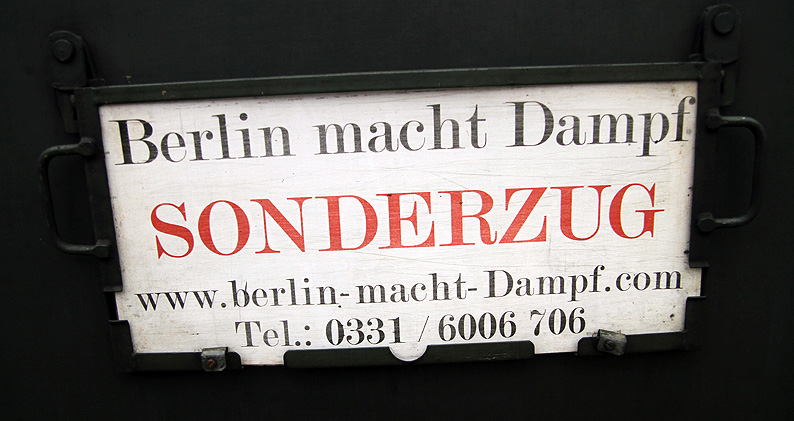 Berlin macht Dampf
SONDERZUG
www.berlin-macht-Dampf.com
Tel.: 0331 / 6006 706